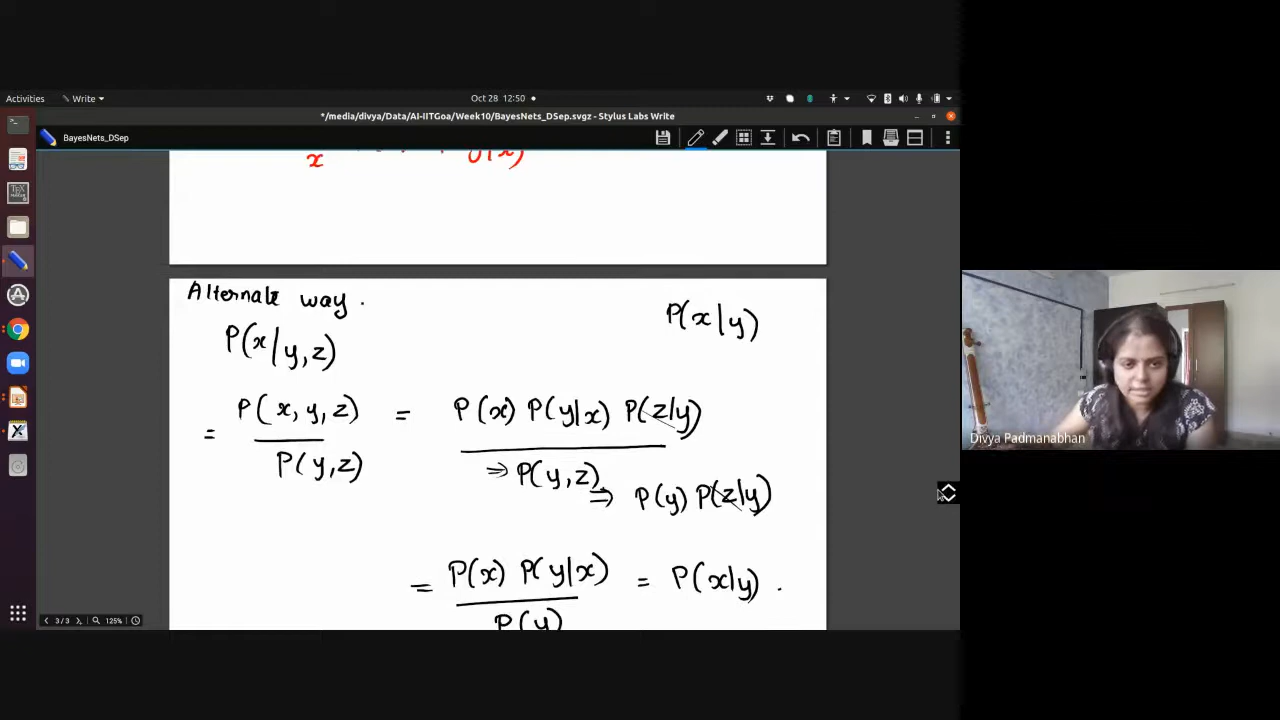 Activities Write Oct 28 12:50
*/media/divya/Data/AI-IITGoa/Week10/BayesNets_DSep.svgz - Stylus Labs Write
BayesNets_DSep
x y|x)
Alternate way.
P(x|y)
P(x|y,z)
= P(x,y,z) / P(y,z) = P(x) P(y|x) P(z|y)
⇒ P(y,z) ⇒ P(y) P(z|y)
= P(x) P(y|x) / P(y) = P(x|y).
Divya Padmanabhan
3/3 125%